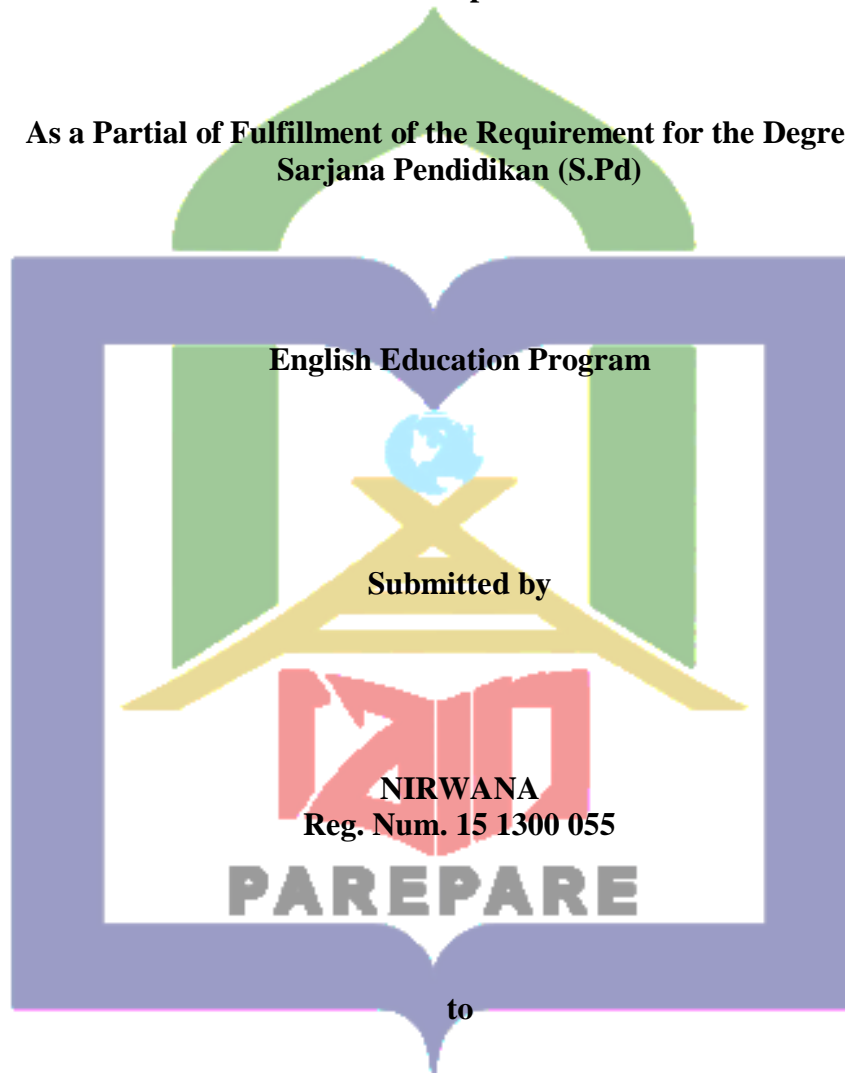 As a Partial of Fulfillment of the Requirement for the Degre
Sarjana Pendidikan (S.Pd)
English Education Program
Submitted by
NIRWANA
Reg. Num. 15 1300 055
PAREPARE
to